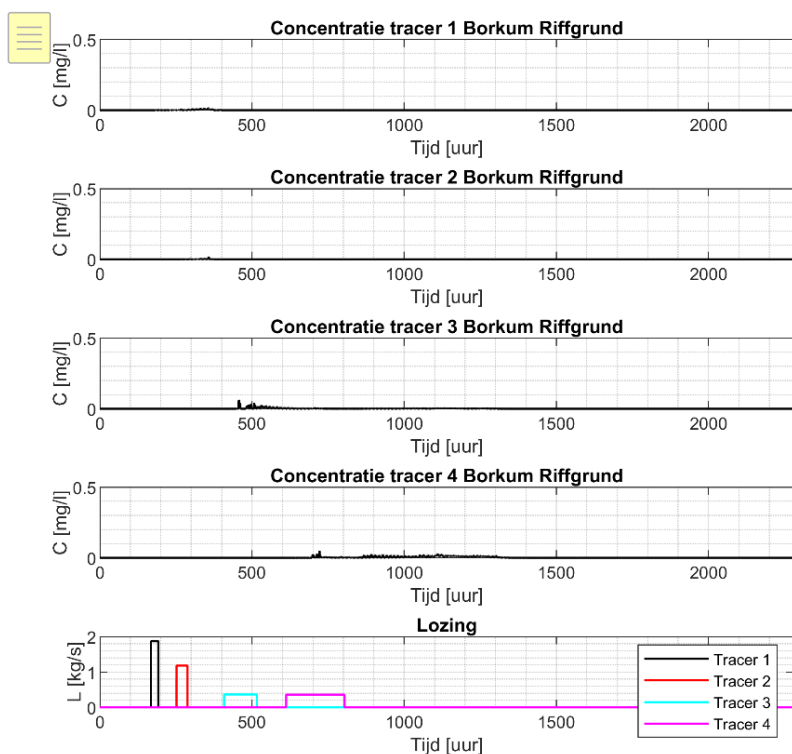 Concentratie tracer 1 Borkum Riffgrund
C [mg/l]
0.5
0
0 500 1000 1500 2000
Tijd [uur]
Concentratie tracer 2 Borkum Riffgrund
C [mg/l]
0.5
0
0 500 1000 1500 2000
Tijd [uur]
Concentratie tracer 3 Borkum Riffgrund
C [mg/l]
0.5
0
0 500 1000 1500 2000
Tijd [uur]
Concentratie tracer 4 Borkum Riffgrund
C [mg/l]
0.5
0
0 500 1000 1500 2000
Tijd [uur]
Lozing
L [kg/s]
2
1
0
Tracer 1
Tracer 2
Tracer 3
Tracer 4
0 500 1000 1500 2000
Tijd [uur]